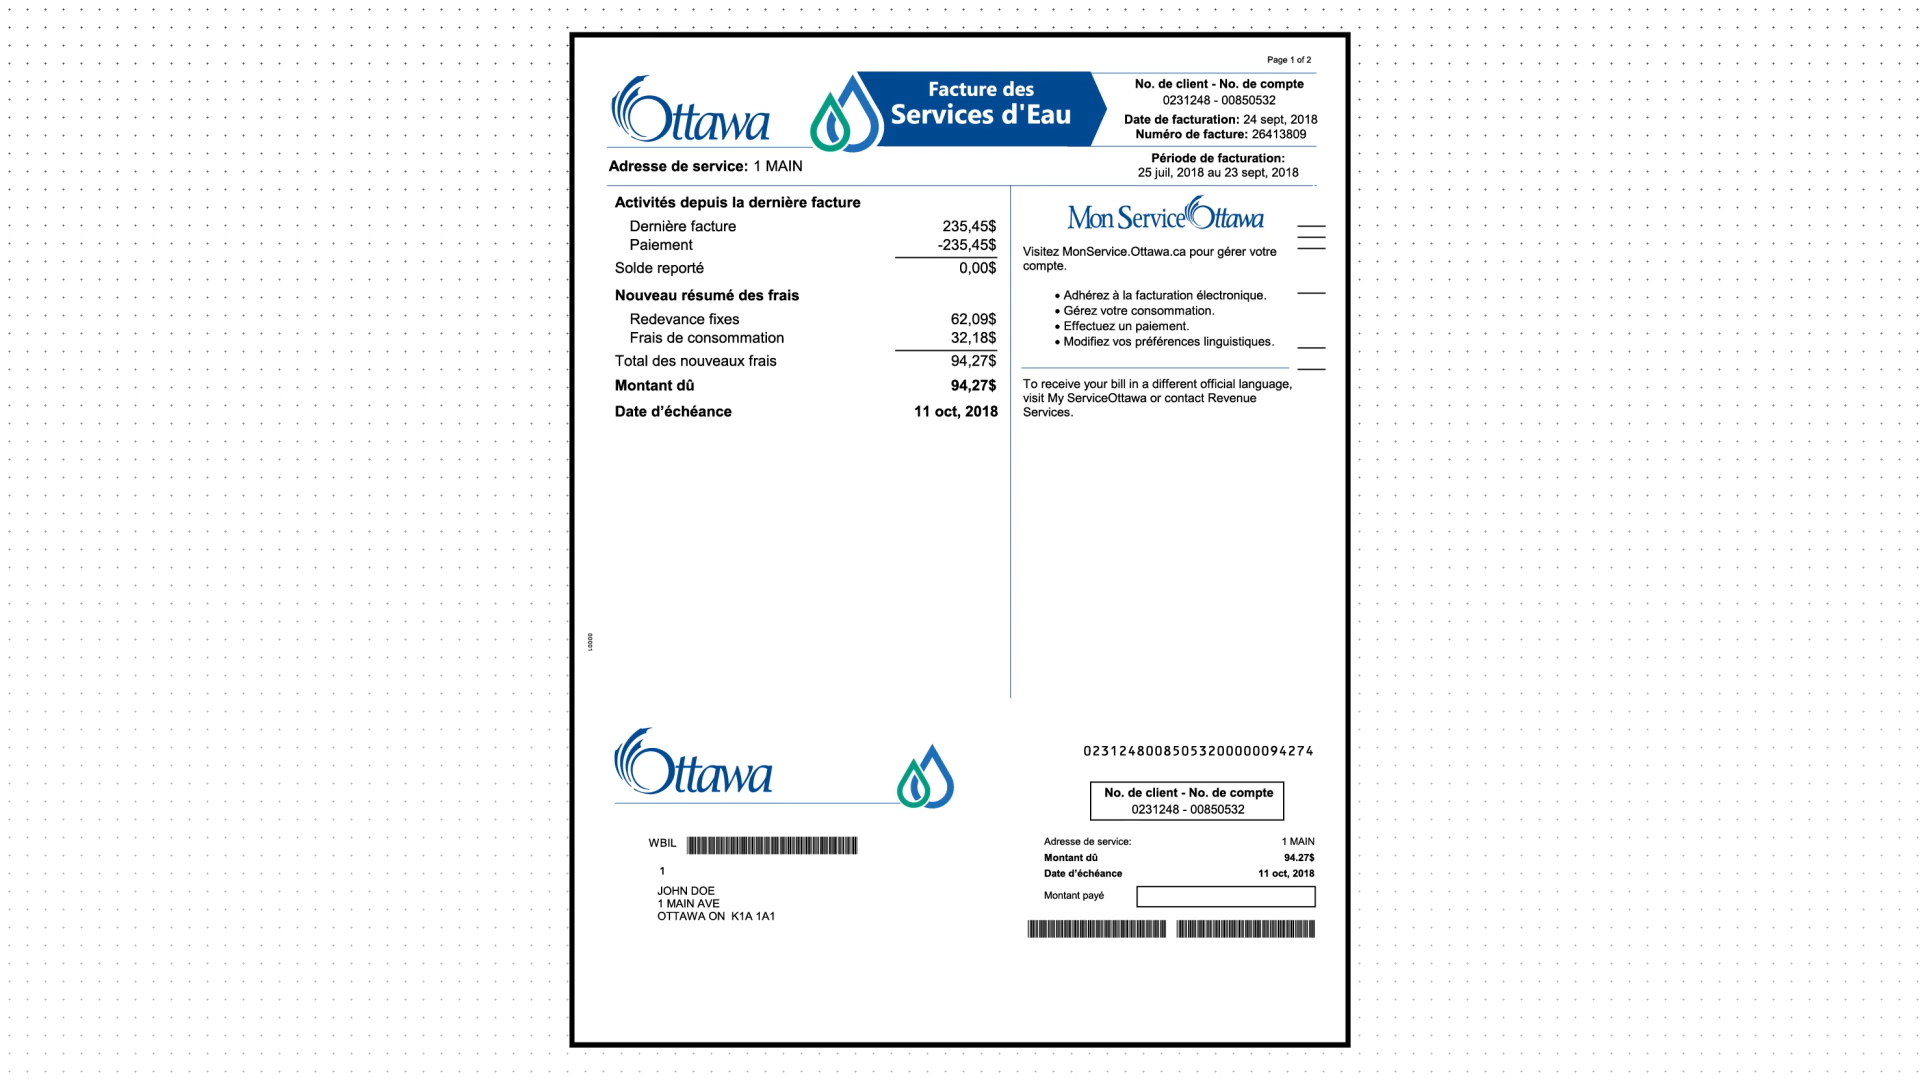 Page 1 of 2
Ottawa
Facture des
Services d'Eau
No. de client - No. de compte
0231248 - 00850532
Date de facturation: 24 sept, 2018
Numéro de facture: 26413809
Adresse de service: 1 MAIN
Période de facturation:
25 juil, 2018 au 23 sept, 2018
Activités depuis la dernière facture
Dernière facture 235,45$
Paiement -235,45$
Solde reporté 0,00$
Nouveau résumé des frais
Redevance fixes 62,09$
Frais de consommation 32,18$
Total des nouveaux frais 94,27$
Montant dû 94,27$
Date d’échéance 11 oct, 2018
Mon ServiceOttawa
Visitez MonService.Ottawa.ca pour gérer votre
compte.
• Adhérez à la facturation électronique.
• Gérez votre consommation.
• Effectuez un paiement.
• Modifiez vos préférences linguistiques.
To receive your bill in a different official language,
visit My ServiceOttawa or contact Revenue
Services.
00001
Ottawa
02312480085053200000094274
No. de client - No. de compte
0231248 - 00850532
WBIL
1
JOHN DOE
1 MAIN AVE
OTTAWA ON K1A 1A1
Adresse de service: 1 MAIN
Montant dû 94.27$
Date d’échéance 11 oct, 2018
Montant payé